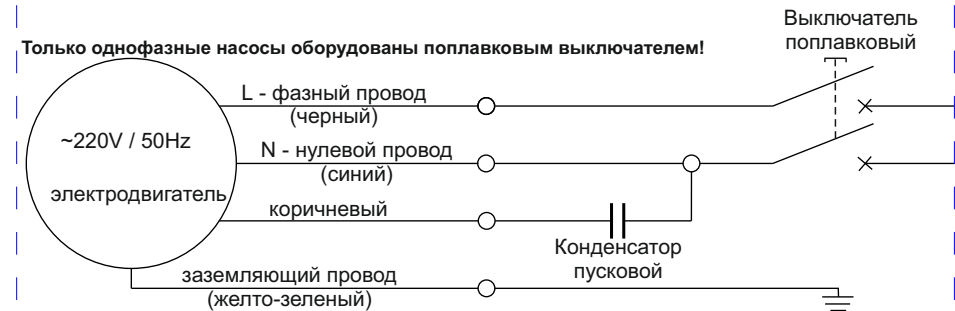 Выключатель
поплавковый
Только однофазные насосы оборудованы поплавковым выключателем!
L - фазный провод
(черный)
~220V / 50Hz
N - нулевой провод
(синий)
электродвигатель
коричневый
Конденсатор
пусковой
заземляющий провод
(желто-зеленый)